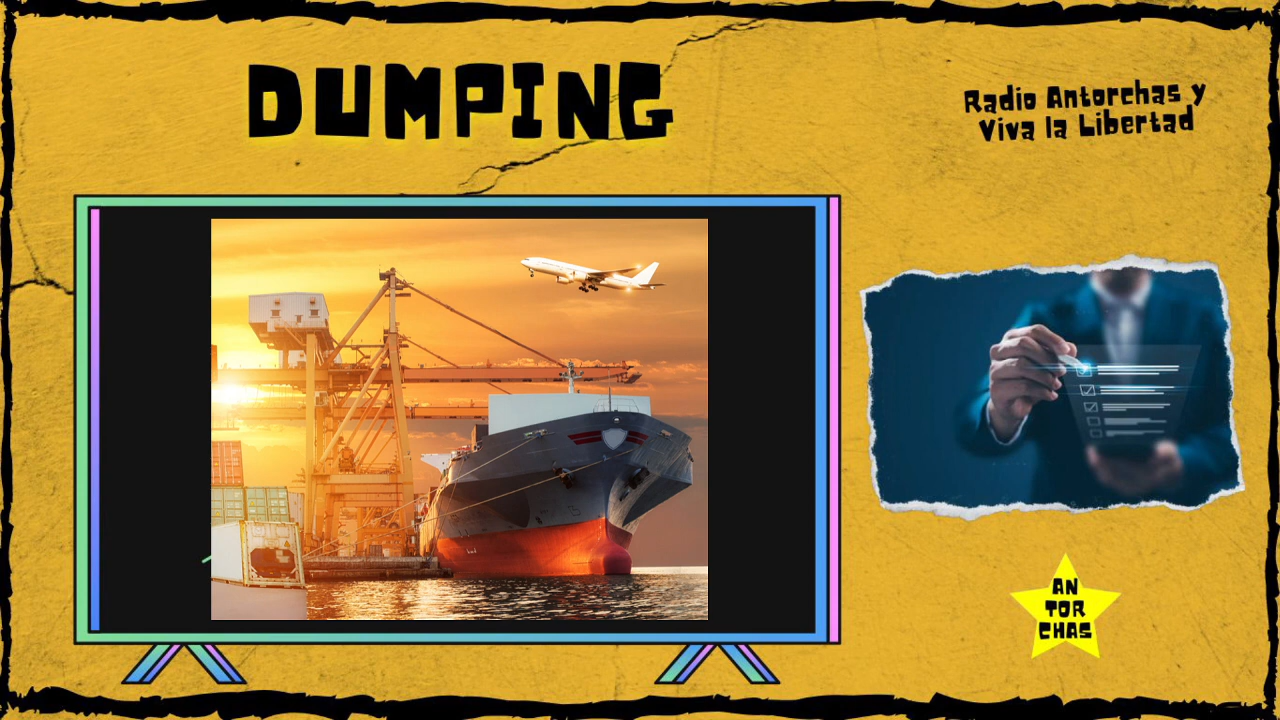 DUMPING
Radio Antorchas y
Viva la Libertad
AN
TOR
CHAS